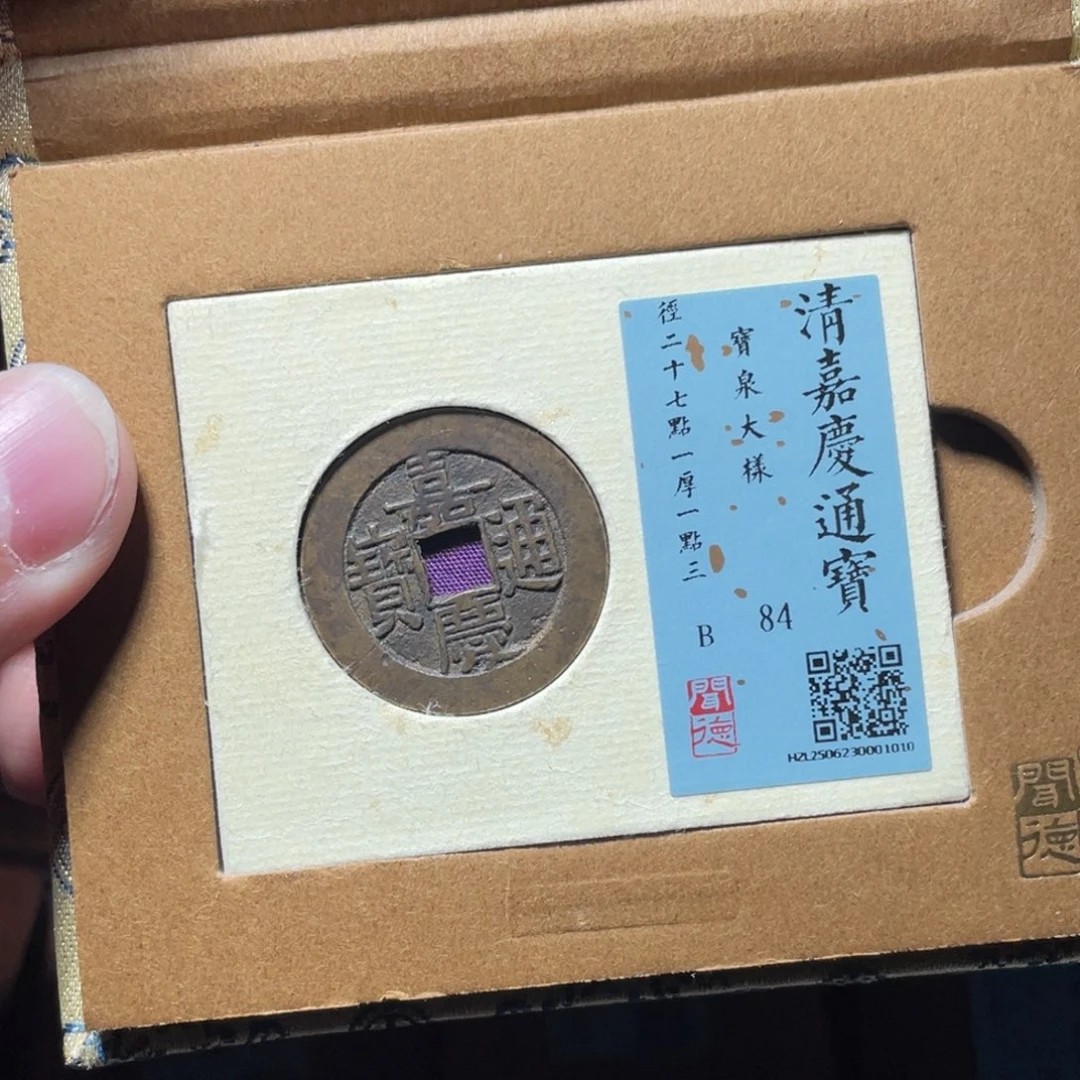 嘉慶通寶
清嘉慶通寶
寶泉大樣
徑二十七點一厚一點三
84
B
聞德
HZL2506230001010
聞德